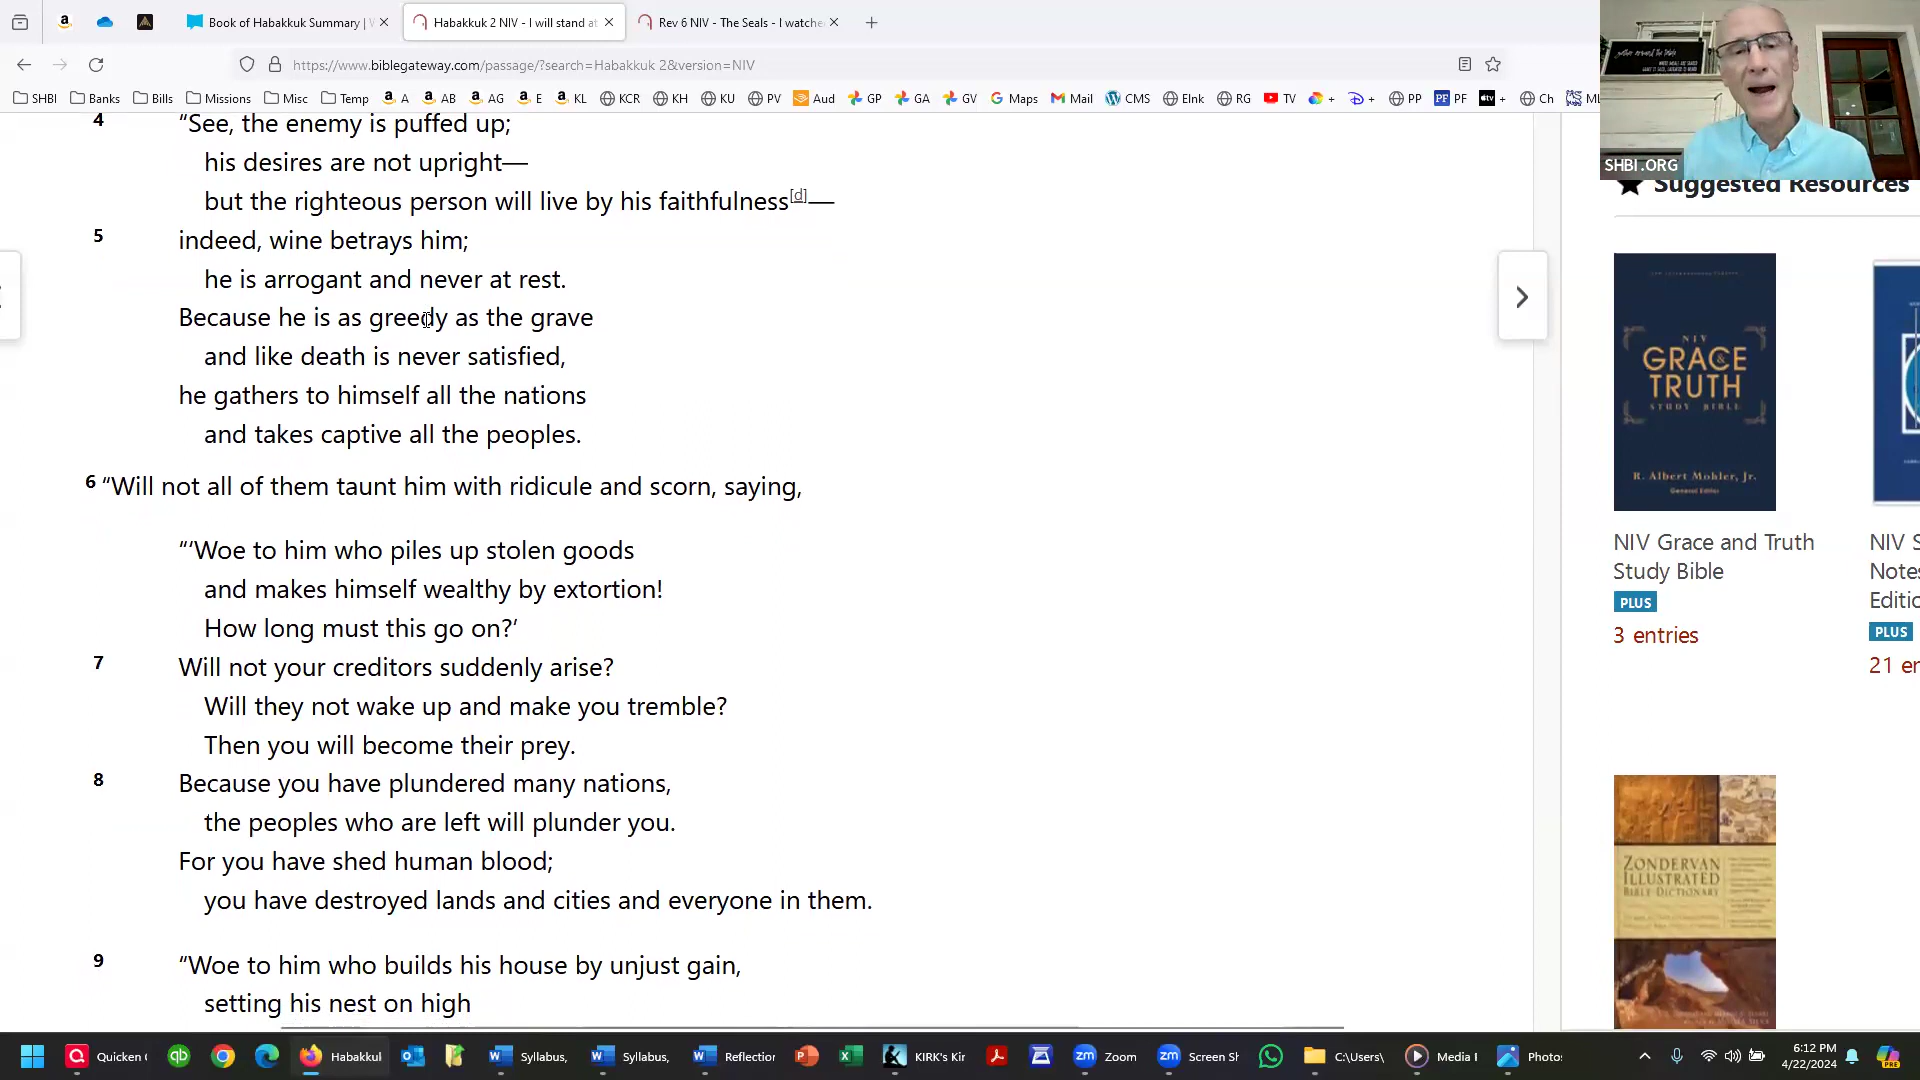 Book of Habakkuk Summary |
Habakkuk 2 NIV - I will stand at
Rev 6 NIV - The Seals - I watche
https://www.biblegateway.com/passage/?search=Habakkuk 2&version=NIV
SHBI Banks Bills Missions Misc Temp A AB AG E KL KCR KH KU PV Aud GP GA GV Maps Mail CMS EInk RG TV + + PP PF + Ch ML
SHBI.ORG
4 “See, the enemy is puffed up;
his desires are not upright—
but the righteous person will live by his faithfulness[d]—
5 indeed, wine betrays him;
he is arrogant and never at rest.
Because he is as greedy as the grave
and like death is never satisfied,
he gathers to himself all the nations
and takes captive all the peoples.
6 “Will not all of them taunt him with ridicule and scorn, saying,
“‘Woe to him who piles up stolen goods
and makes himself wealthy by extortion!
How long must this go on?’
7 Will not your creditors suddenly arise?
Will they not wake up and make you tremble?
Then you will become their prey.
8 Because you have plundered many nations,
the peoples who are left will plunder you.
For you have shed human blood;
you have destroyed lands and cities and everyone in them.
9 “Woe to him who builds his house by unjust gain,
setting his nest on high
Suggested Resources
NIV
GRACE &
TRUTH
STUDY BIBLE
R. Albert Mohler, Jr.
General Editor
NIV Grace and Truth
Study Bible
PLUS
3 entries
NIV S
Notes
Editio
PLUS
21 en
ZONDERVAN
ILLUSTRATED
BIBLE DICTIONARY
Quicken Habakkuk Syllabus, Syllabus, Reflection KIRK's Kir Zoom Screen Sh C:\Users\ Media Photos
6:12 PM
4/22/2024